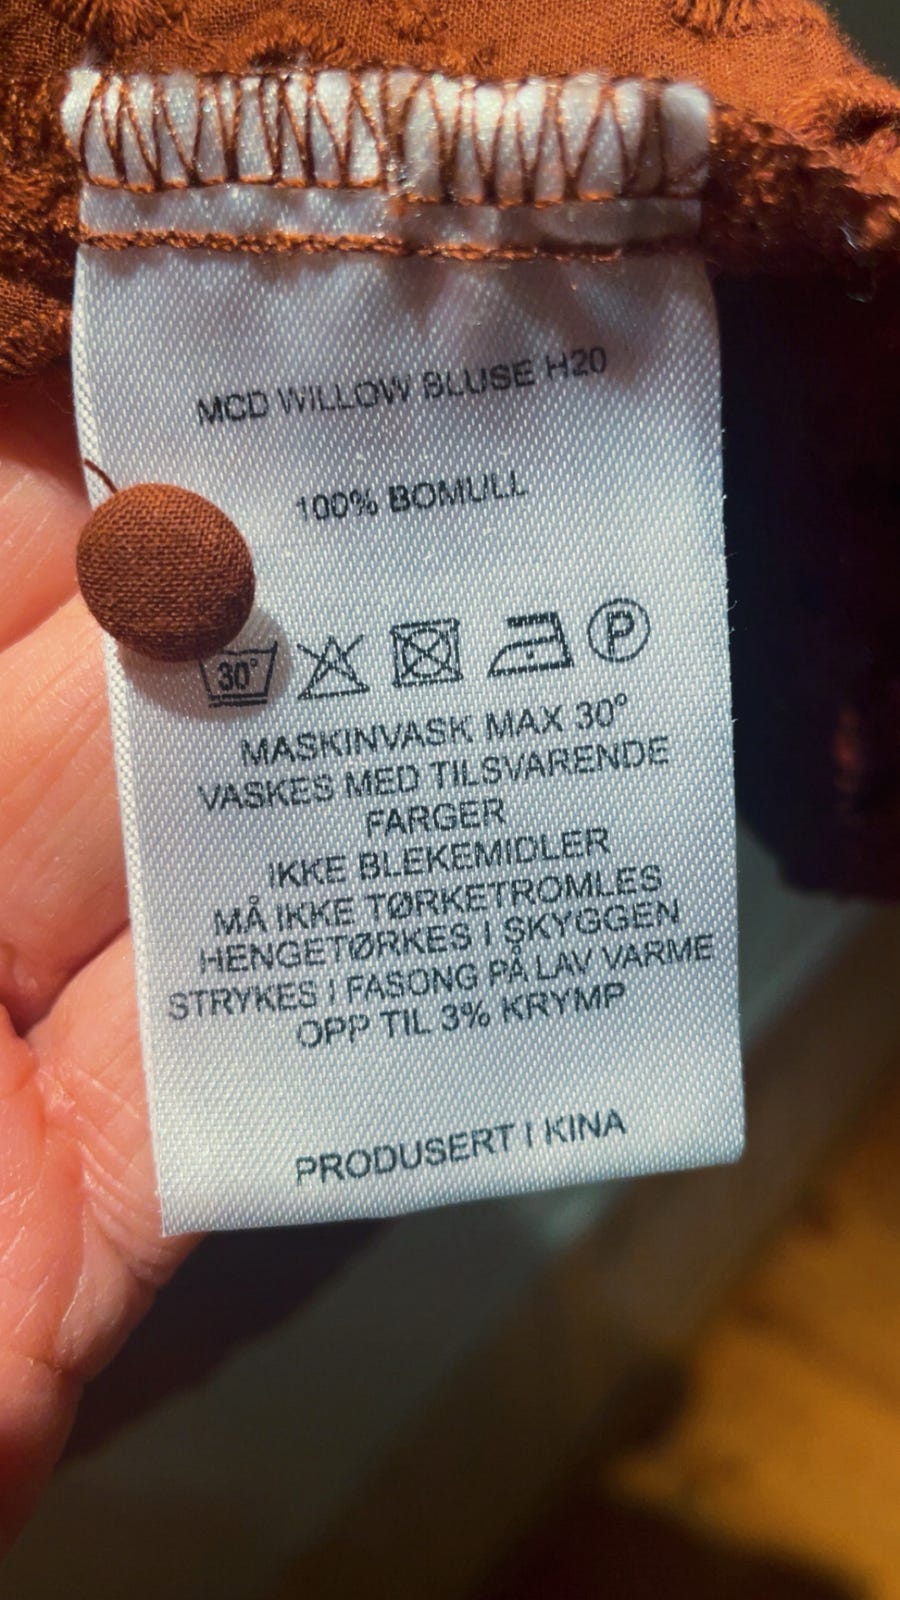 MCD WILLOW BLUSE H20
100% BOMULL
30° P
MASKINVASK MAX 30°
VASKES MED TILSVARENDE
FARGER
IKKE BLEKEMIDLER
MÅ IKKE TØRKETROMLES
HENGETØRKES I SKYGGEN
STRYKES I FASONG PÅ LAV VARME
OPP TIL 3% KRYMP
PRODUSERT I KINA